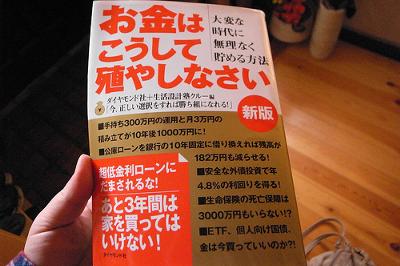 お金は
こうして
殖やしなさい
大変な
時代に
無理なく
貯める方法
ダイヤモンド社+生活設計塾クルー編
「今、正しい選択をすれば勝ち組になれる!」
新版
■手持ち300万円の運用と月3万円の
積み立てが10年後1000万円に!
■公庫ローンを銀行の10年固定に借り換えれば残高が
182万円も減らせる!
■安全な外債投資で年
4.8%の利回りを得る!
■生命保険の死亡保障は
3000万円もいらない!?
■ETF、個人向け国債、
金は今買っていいのか?!
超低金利ローンに
だまされるな!
あと3年間は
家を買っては
いけない!
ダイヤモンド社